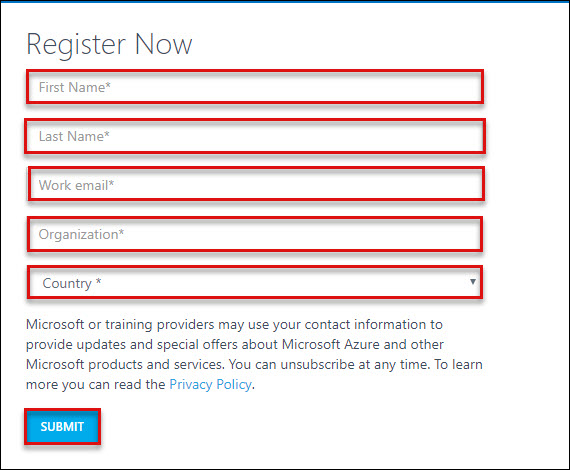 Register Now
First Name*
Last Name*
Work email*
Organization*
Country *
Microsoft or training providers may use your contact information to
provide updates and special offers about Microsoft Azure and other
Microsoft products and services. You can unsubscribe at any time. To learn
more you can read the Privacy Policy.
SUBMIT